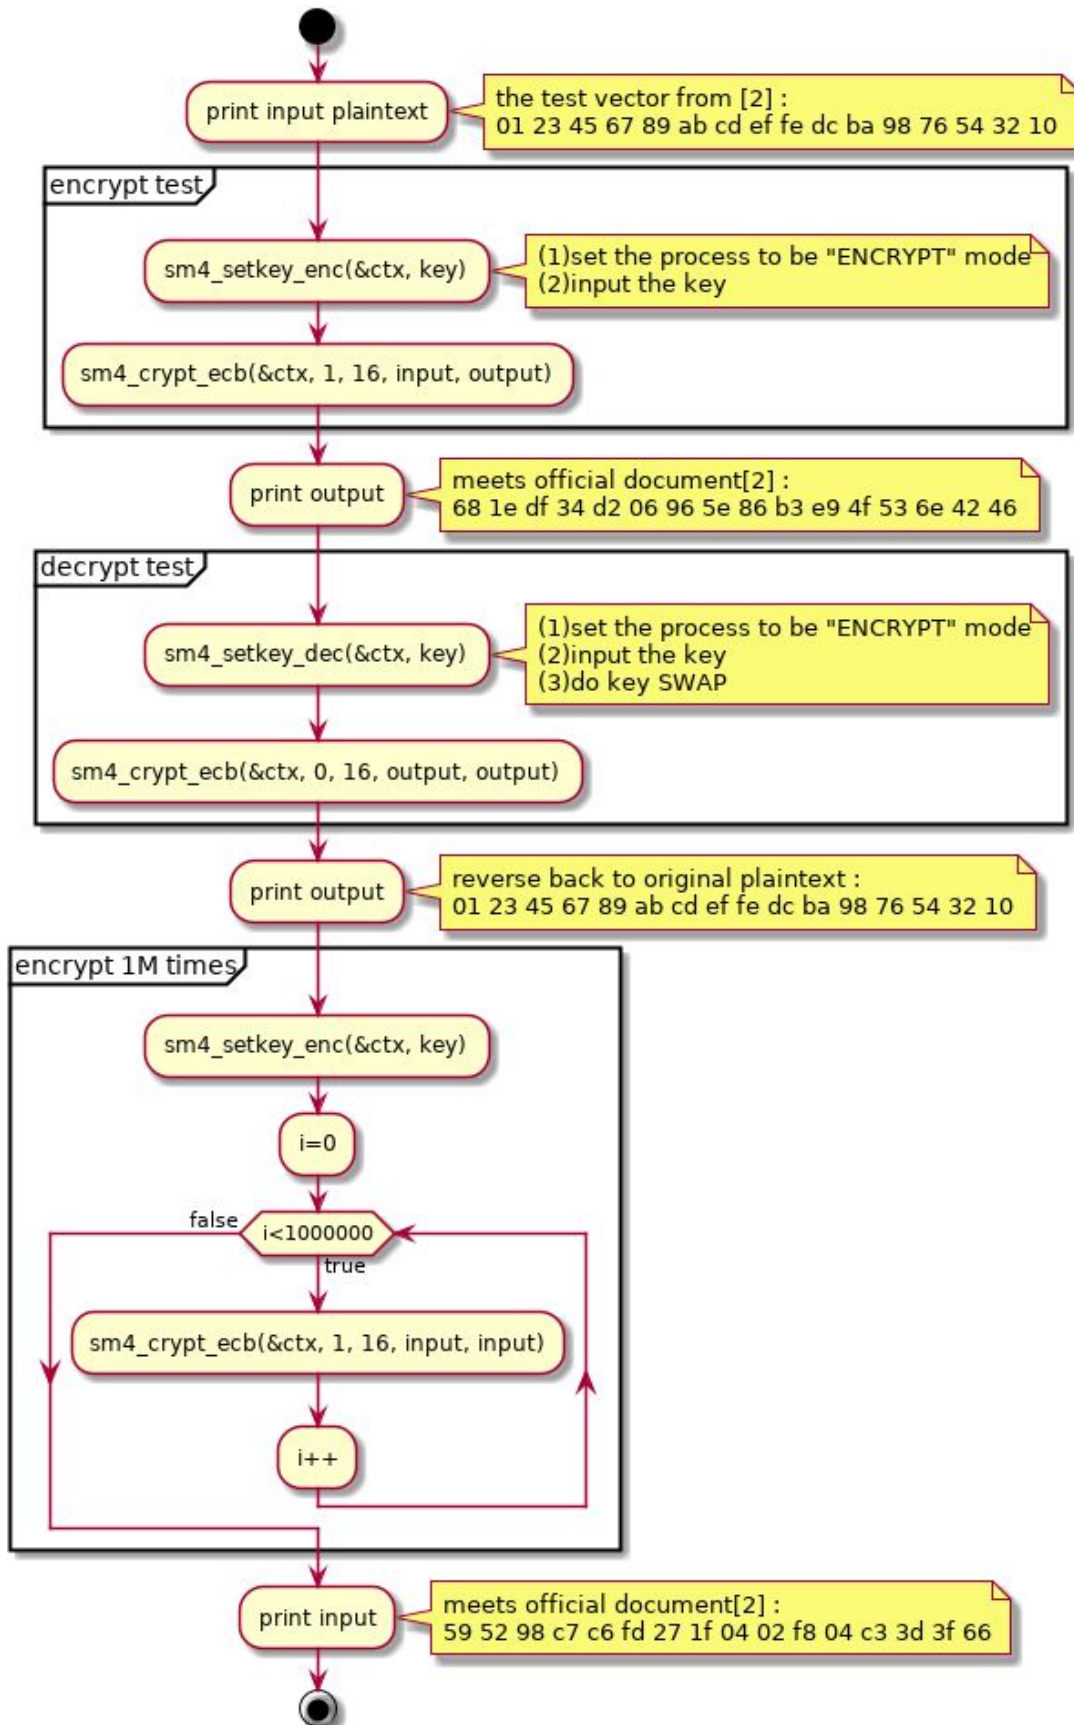 print input plaintext
the test vector from [2] :
01 23 45 67 89 ab cd ef fe dc ba 98 76 54 32 10
encrypt test
sm4_setkey_enc(&ctx, key)
(1)set the process to be "ENCRYPT" mode
(2)input the key
sm4_crypt_ecb(&ctx, 1, 16, input, output)
print output
meets official document[2] :
68 1e df 34 d2 06 96 5e 86 b3 e9 4f 53 6e 42 46
decrypt test
sm4_setkey_dec(&ctx, key)
(1)set the process to be "ENCRYPT" mode
(2)input the key
(3)do key SWAP
sm4_crypt_ecb(&ctx, 0, 16, output, output)
print output
reverse back to original plaintext :
01 23 45 67 89 ab cd ef fe dc ba 98 76 54 32 10
encrypt 1M times
sm4_setkey_enc(&ctx, key)
i=0
false
i<1000000
true
sm4_crypt_ecb(&ctx, 1, 16, input, input)
i++
print input
meets official document[2] :
59 52 98 c7 c6 fd 27 1f 04 02 f8 04 c3 3d 3f 66